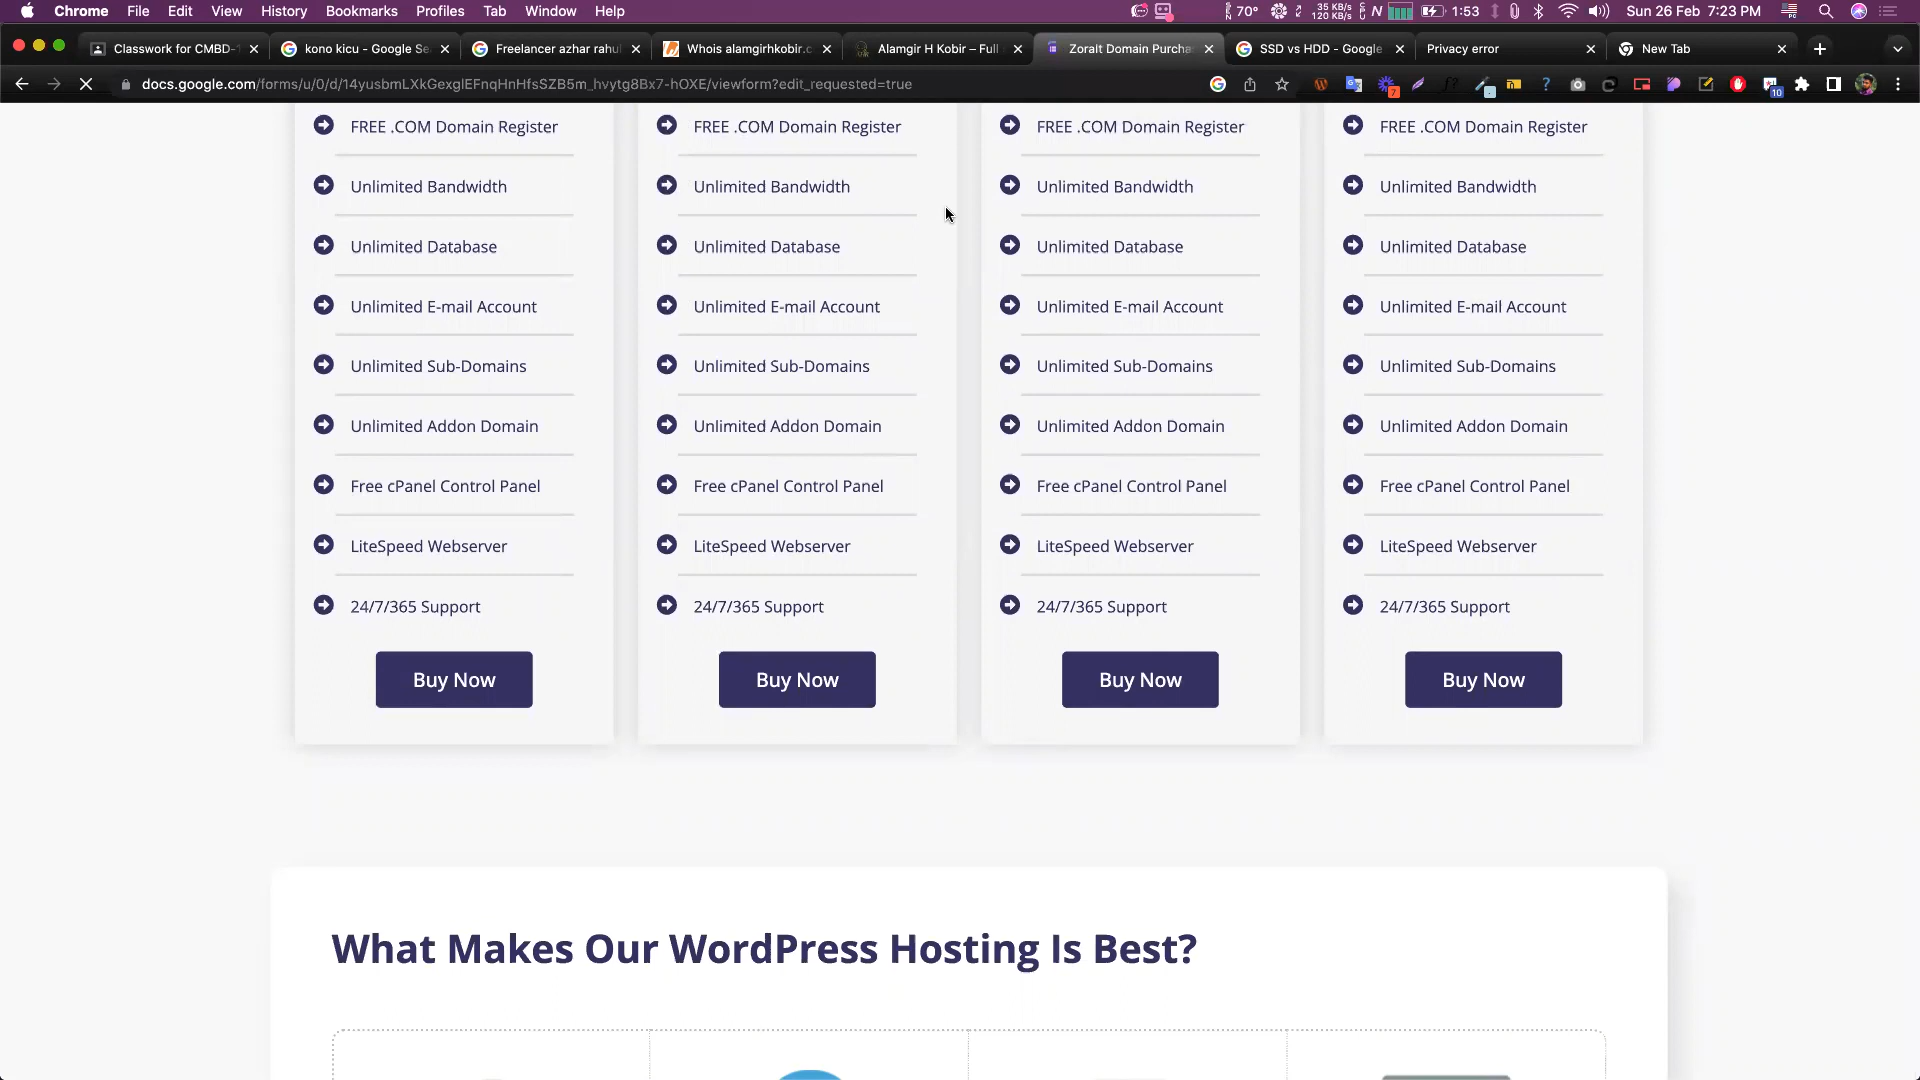 Chrome File Edit View History Bookmarks Profiles Tab Window Help
70° 35 KB/s 120 KB/s N 1:53 Sun 26 Feb 7:23 PM
Classwork for CMBD-
kono kicu - Google Se
Freelancer azhar rahul
Whois alamgirhkobir.c
Alamgir H Kobir – Full
Zoralt Domain Purcha
SSD vs HDD - Google
Privacy error
New Tab
docs.google.com/forms/u/0/d/14yusbmLXkGexglEFnqHnHfsSZB5m_hvytg8Bx7-hOXE/viewform?edit_requested=true
7
10
FREE .COM Domain Register FREE .COM Domain Register FREE .COM Domain Register FREE .COM Domain Register
Unlimited Bandwidth Unlimited Bandwidth Unlimited Bandwidth Unlimited Bandwidth
Unlimited Database Unlimited Database Unlimited Database Unlimited Database
Unlimited E-mail Account Unlimited E-mail Account Unlimited E-mail Account Unlimited E-mail Account
Unlimited Sub-Domains Unlimited Sub-Domains Unlimited Sub-Domains Unlimited Sub-Domains
Unlimited Addon Domain Unlimited Addon Domain Unlimited Addon Domain Unlimited Addon Domain
Free cPanel Control Panel Free cPanel Control Panel Free cPanel Control Panel Free cPanel Control Panel
LiteSpeed Webserver LiteSpeed Webserver LiteSpeed Webserver LiteSpeed Webserver
24/7/365 Support 24/7/365 Support 24/7/365 Support 24/7/365 Support
Buy Now Buy Now Buy Now Buy Now
What Makes Our WordPress Hosting Is Best?